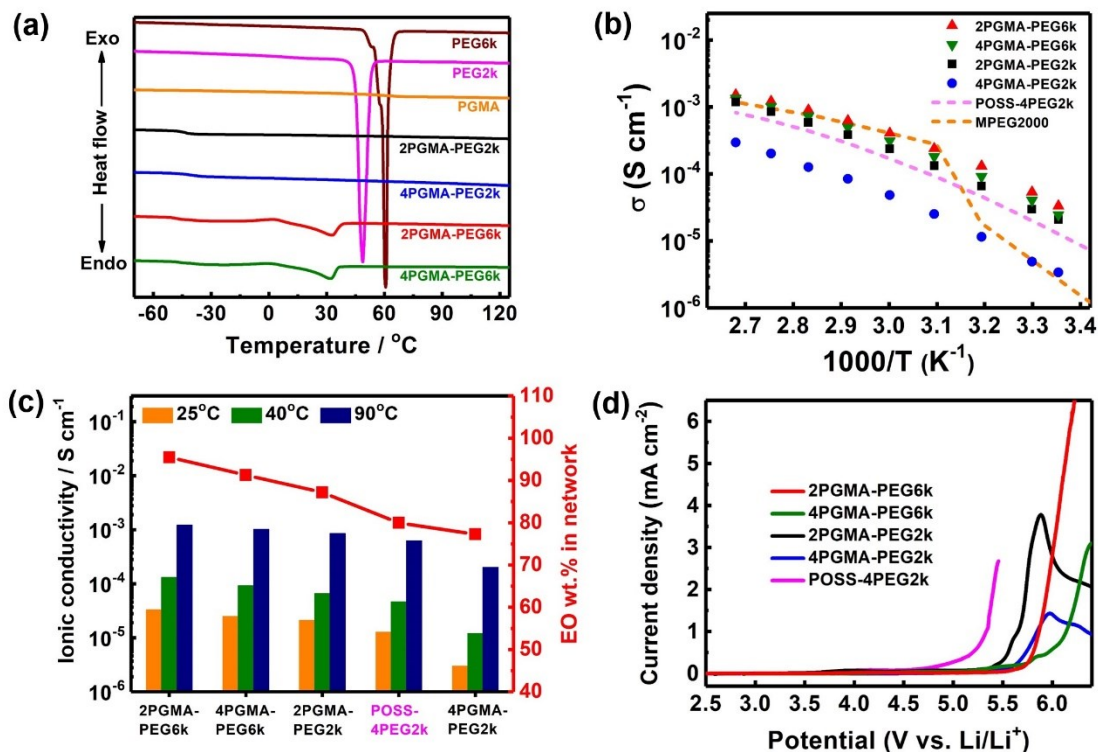 (a)
Exo
Heat flow
Endo
PEG6k
PEG2k
PGMA
2PGMA-PEG2k
4PGMA-PEG2k
2PGMA-PEG6k
4PGMA-PEG6k
-60 -30 0 30 60 90 120
Temperature / °C
(b)
σ (S cm⁻¹)
10⁻²
10⁻³
10⁻⁴
10⁻⁵
10⁻⁶
2PGMA-PEG6k
4PGMA-PEG6k
2PGMA-PEG2k
4PGMA-PEG2k
POSS-4PEG2k
MPEG2000
2.7 2.8 2.9 3.0 3.1 3.2 3.3 3.4
1000/T (K⁻¹)
(c)
Ionic conductivity / S cm⁻¹
10⁻¹
10⁻²
10⁻³
10⁻⁴
10⁻⁵
10⁻⁶
25°C 40°C 90°C
110
100
90
80
70
60
50
40
EO wt.% in network
2PGMA- 4PGMA- 2PGMA- POSS- 4PGMA-
PEG6k PEG6k PEG2k 4PEG2k PEG2k
(d)
Current density (mA cm⁻²)
6
5
4
3
2
1
0
2PGMA-PEG6k
4PGMA-PEG6k
2PGMA-PEG2k
4PGMA-PEG2k
POSS-4PEG2k
2.5 3.0 3.5 4.0 4.5 5.0 5.5 6.0
Potential (V vs. Li/Li⁺)